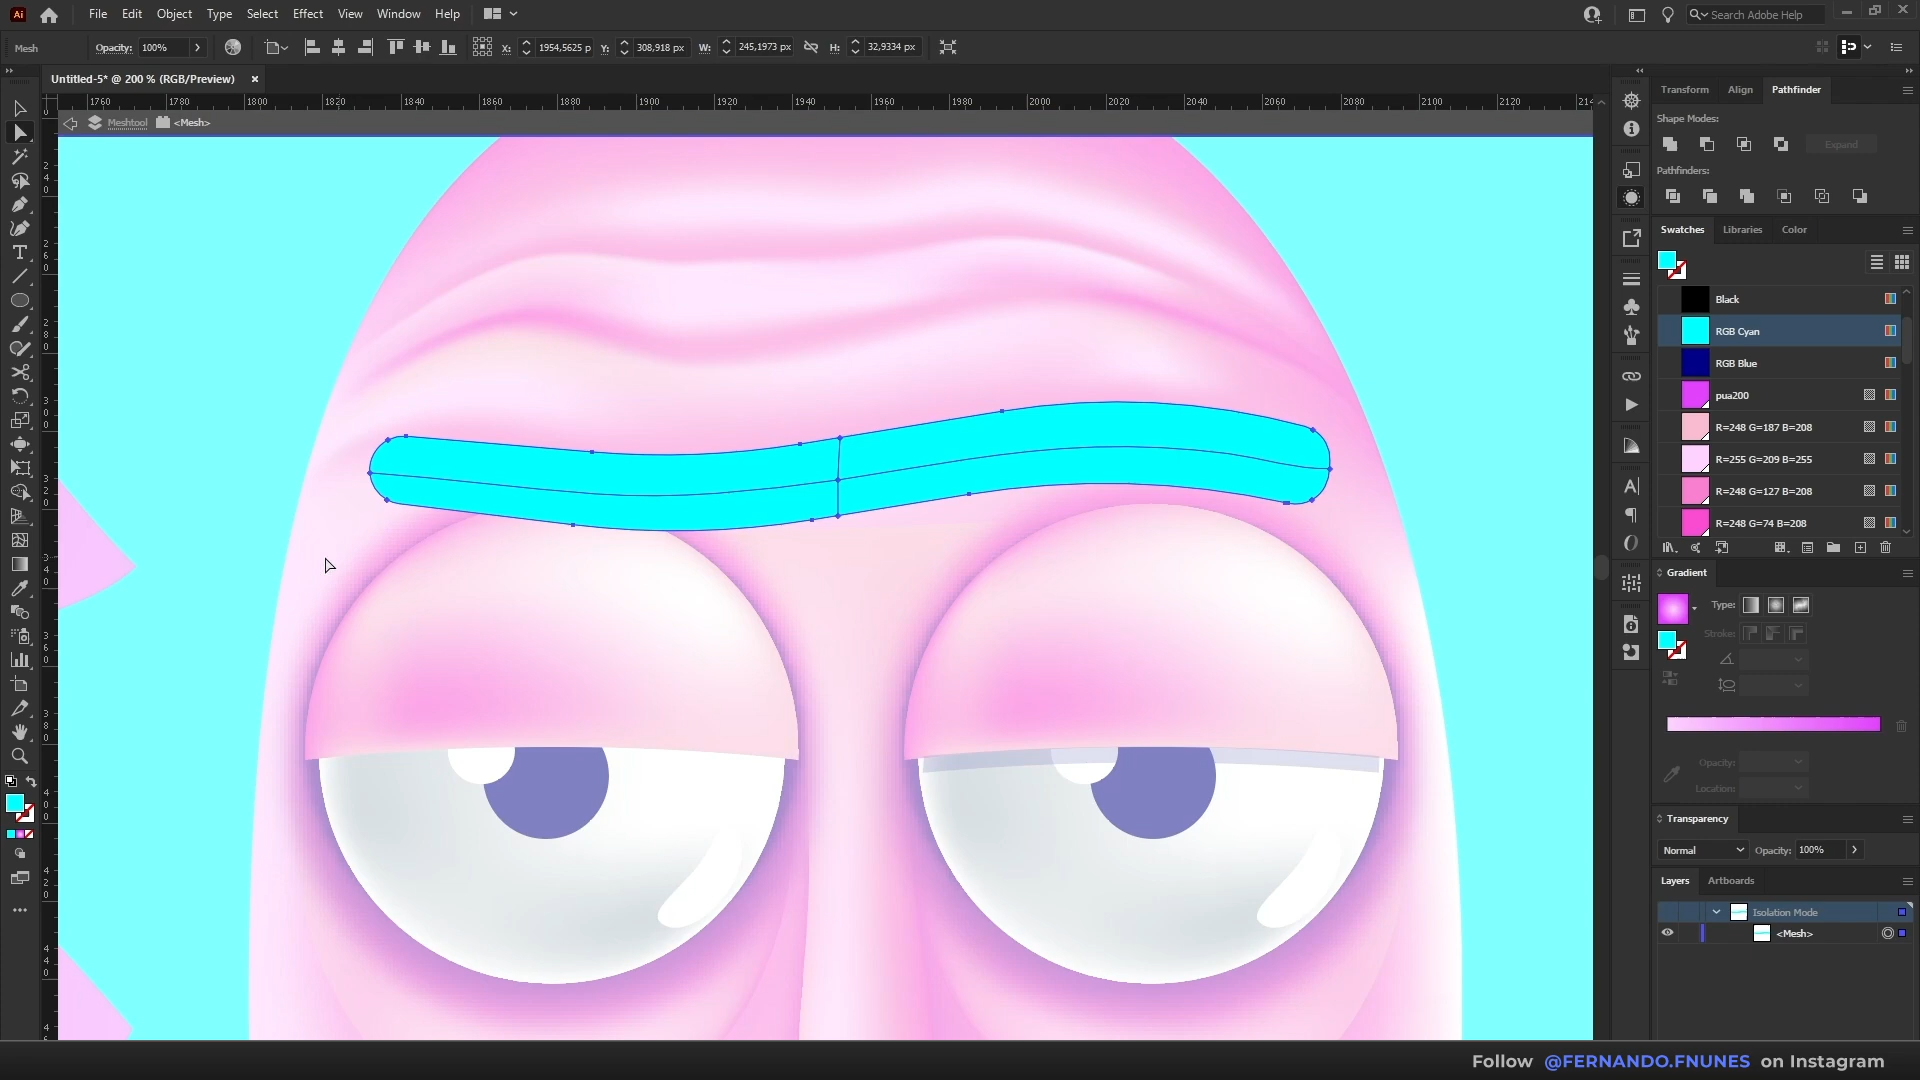 Ai File Edit Object Type Select Effect View Window Help Search Adobe Help
Mesh Opacity: 100% X: 1954,5625 p Y: 308,918 px W: 245,1973 px H: 32,9334 px
Untitled-5* @ 200 % (RGB/Preview) ×
1760 1780 1800 1820 1840 1860 1880 1900 1920 1940 1960 1980 2000 2020 2040 2060 2080 2100 2120 214
Meshtool <Mesh>
Transform Align Pathfinder
Shape Modes:
Expand
Pathfinders:
Swatches Libraries Color
Black
RGB Cyan
RGB Blue
pua200
R=248 G=187 B=208
R=255 G=209 B=255
R=248 G=127 B=208
R=248 G=74 B=208
Gradient
Type:
Stroke:
Opacity:
Location:
Transparency
Normal Opacity: 100%
Layers Artboards
Isolation Mode
<Mesh>
Follow @FERNANDO.FNUNES on Instagram